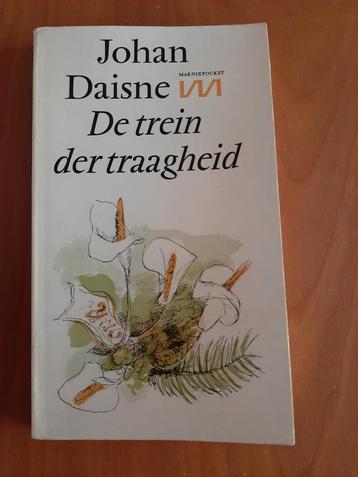 Johan
MARNIXPOCKET
Daisne
De trein
der traagheid